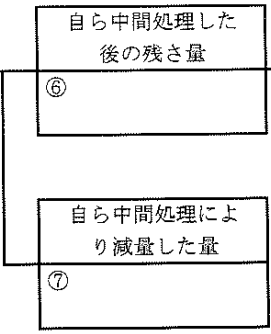 自ら中間処理した
後の残さ量
⑥
自ら中間処理によ
り減量した量
⑦